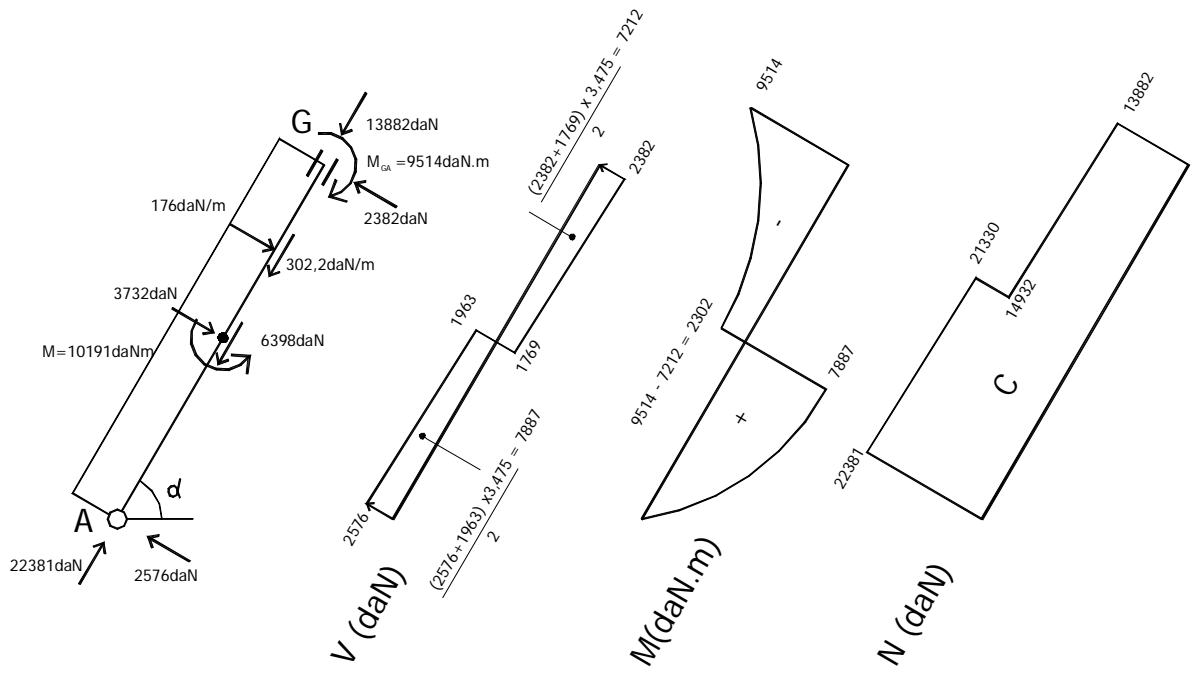 G
13882daN
M GA =9514daN.m
2382daN
176daN/m
302,2daN/m
3732daN
6398daN
M=10191daNm
A
α
22381daN
2576daN
(2382+1769) x 3,475 = 7212
2
2382
1963
1769
2576
(2576+1963) x3,475 = 7887
2
V (daN)
9514
-
9514 - 7212 = 2302
7887
+
M(daN.m)
13882
21330
14932
C
22381
N (daN)